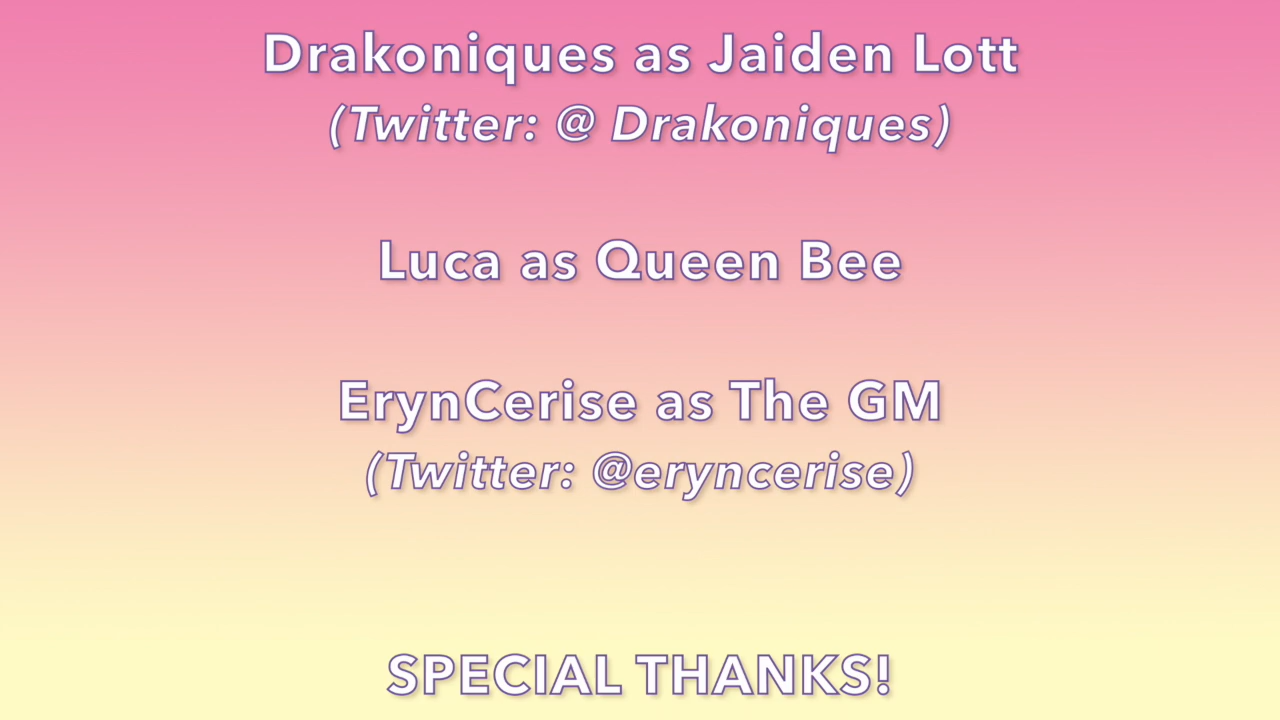 Drakoniques as Jaiden Lott
(Twitter: @ Drakoniques)
Luca as Queen Bee
ErynCerise as The GM
(Twitter: @eryncerise)
SPECIAL THANKS!